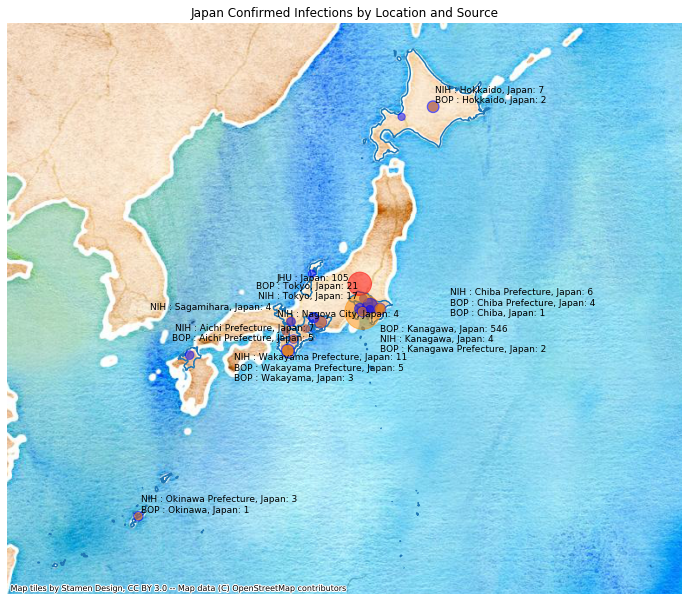 Japan Confirmed Infections by Location and Source
NIH : Hokkaido, Japan: 7
BOP : Hokkaido, Japan: 2
JHU : Japan: 105
BOP : Tokyo, Japan: 21
NIH : Tokyo, Japan: 17
NIH : Chiba Prefecture, Japan: 6
BOP : Chiba Prefecture, Japan: 4
BOP : Chiba, Japan: 1
NIH : Sagamihara, Japan: 4
NIH : Nagoya City, Japan: 4
NIH : Aichi Prefecture, Japan: 7
BOP : Aichi Prefecture, Japan: 5
BOP : Kanagawa, Japan: 546
NIH : Kanagawa, Japan: 4
BOP : Kanagawa Prefecture, Japan: 2
NIH : Wakayama Prefecture, Japan: 11
BOP : Wakayama Prefecture, Japan: 5
BOP : Wakayama, Japan: 3
NIH : Okinawa Prefecture, Japan: 3
BOP : Okinawa, Japan: 1
Map tiles by Stamen Design, CC BY 3.0 -- Map data (C) OpenStreetMap contributors